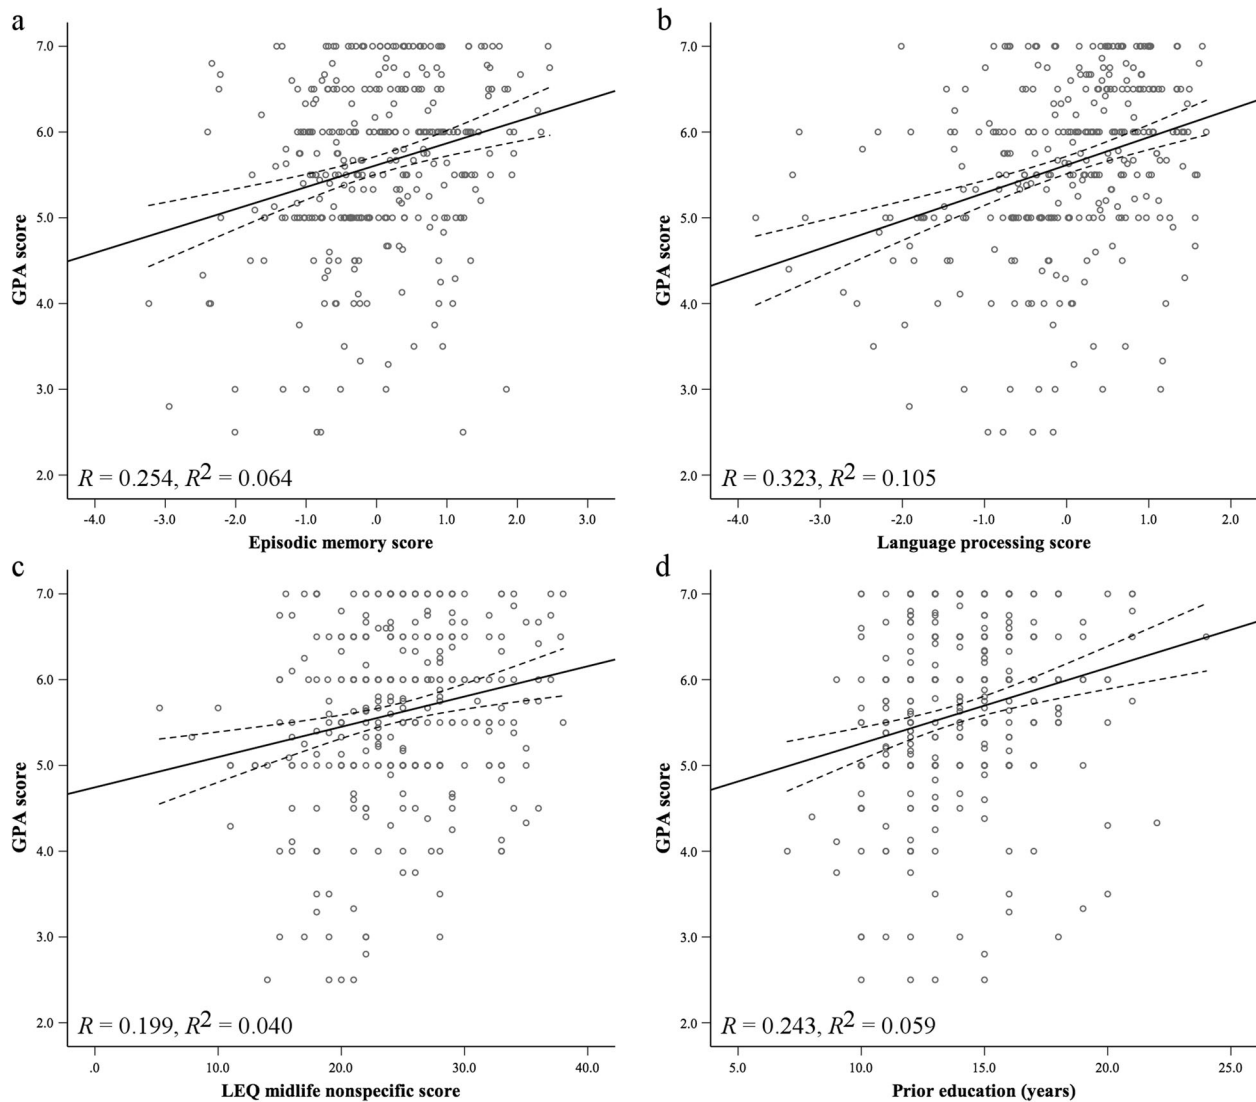 a
7.0
6.0
5.0
4.0
3.0
2.0
GPA score
R = 0.254, R2 = 0.064
-4.0 -3.0 -2.0 -1.0 .0 1.0 2.0 3.0
Episodic memory score
b
7.0
6.0
5.0
4.0
3.0
2.0
GPA score
R = 0.323, R2 = 0.105
-4.0 -3.0 -2.0 -1.0 .0 1.0 2.0
Language processing score
c
7.0
6.0
5.0
4.0
3.0
2.0
GPA score
R = 0.199, R2 = 0.040
.0 10.0 20.0 30.0 40.0
LEQ midlife nonspecific score
d
7.0
6.0
5.0
4.0
3.0
2.0
GPA score
R = 0.243, R2 = 0.059
5.0 10.0 15.0 20.0 25.0
Prior education (years)